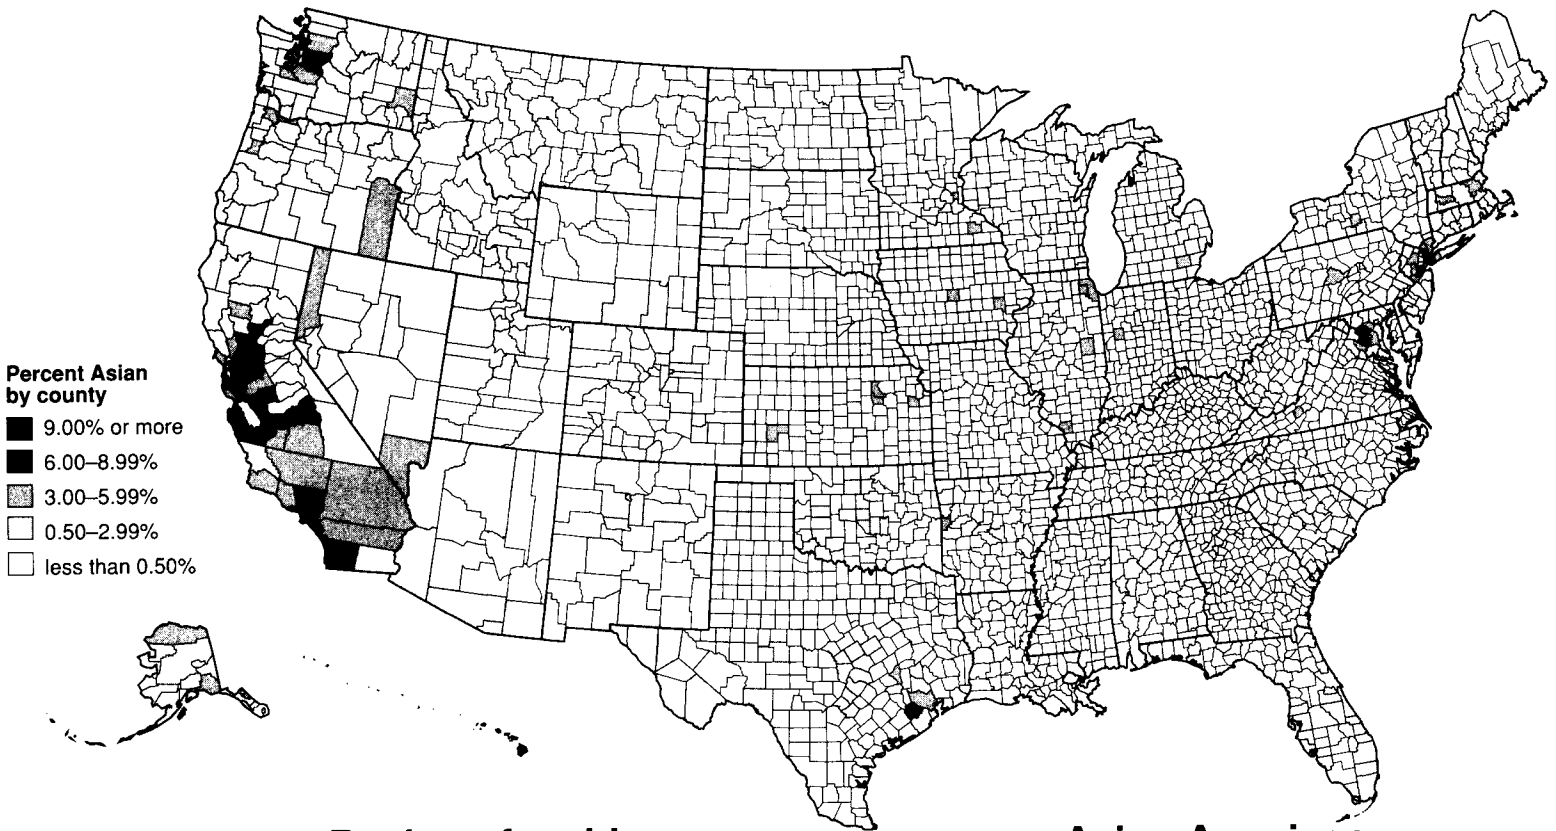 Percent Asian
by county
9.00% or more
6.00–8.99%
3.00–5.99%
0.50–2.99%
less than 0.50%